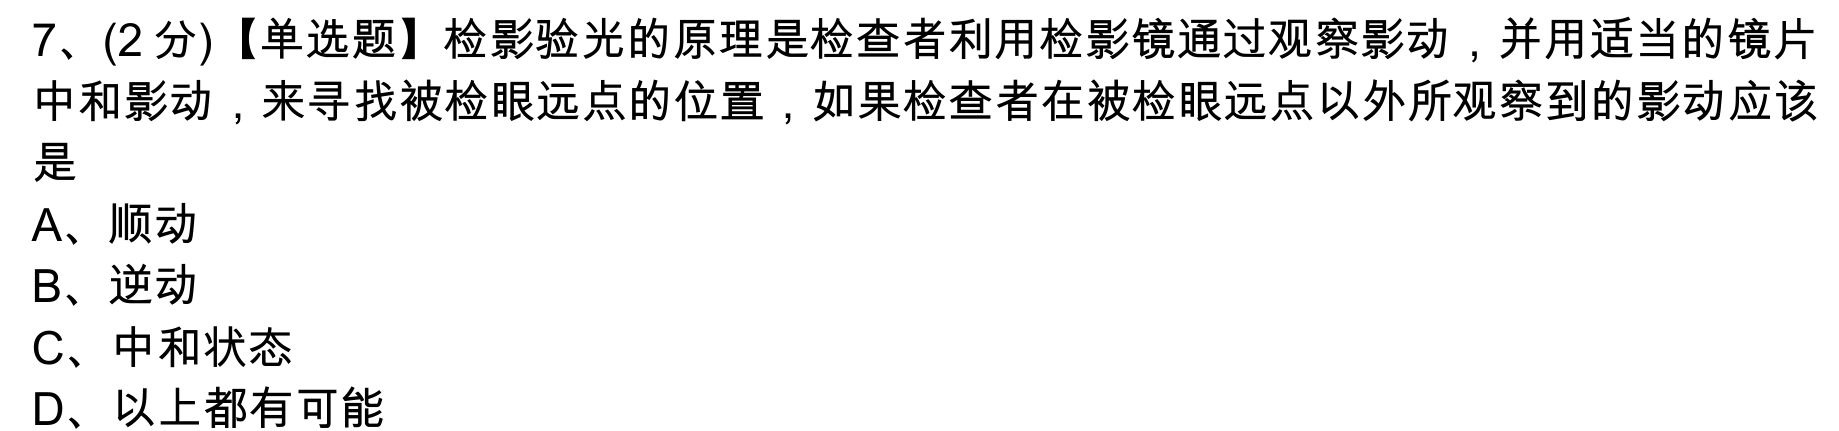 7、(2 分)【单选题】检影验光的原理是检查者利用检影镜通过观察影动，并用适当的镜片
中和影动，来寻找被检眼远点的位置，如果检查者在被检眼远点以外所观察到的影动应该
是
A、顺动
B、逆动
C、中和状态
D、以上都有可能